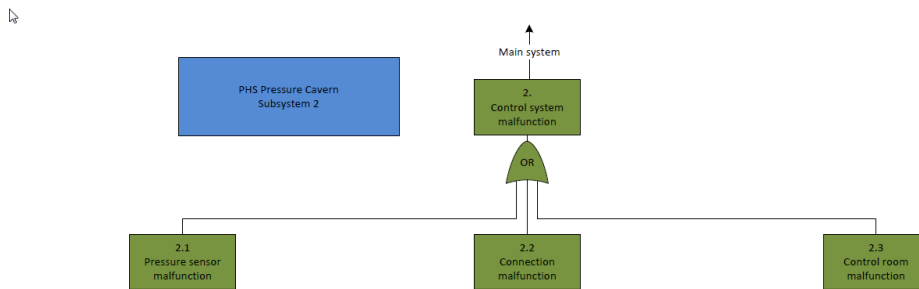 Main system
PHS Pressure Cavern
Subsystem 2
2.
Control system
malfunction
OR
2.1
Pressure sensor
malfunction
2.2
Connection
malfunction
2.3
Control room
malfunction